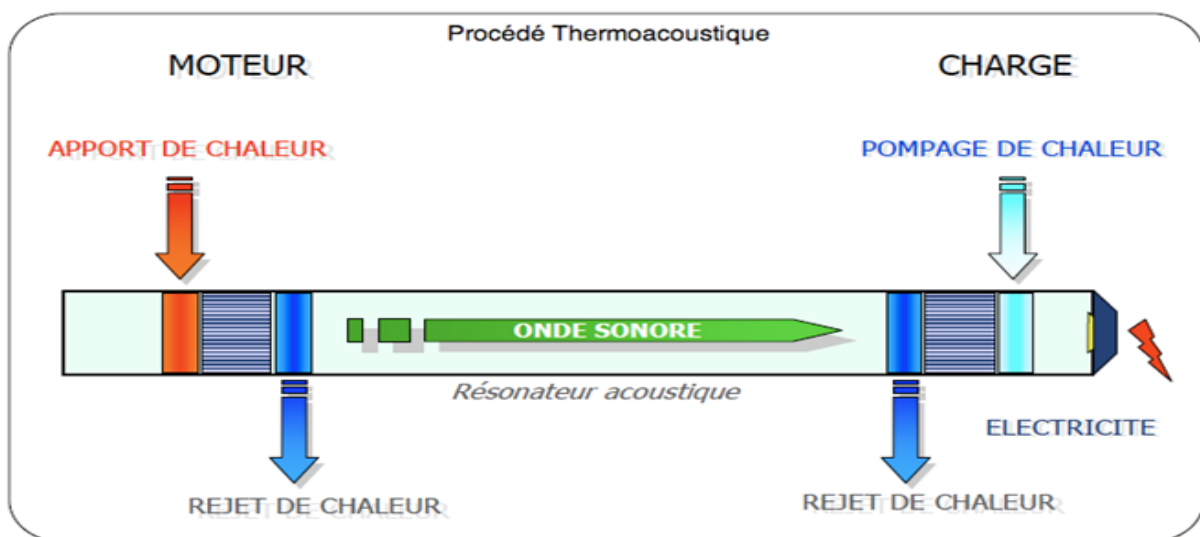 Procédé Thermoacoustique
MOTEUR
CHARGE
APPORT DE CHALEUR
POMPAGE DE CHALEUR
ONDE SONORE
Résonateur acoustique
ELECTRICITE
REJET DE CHALEUR
REJET DE CHALEUR